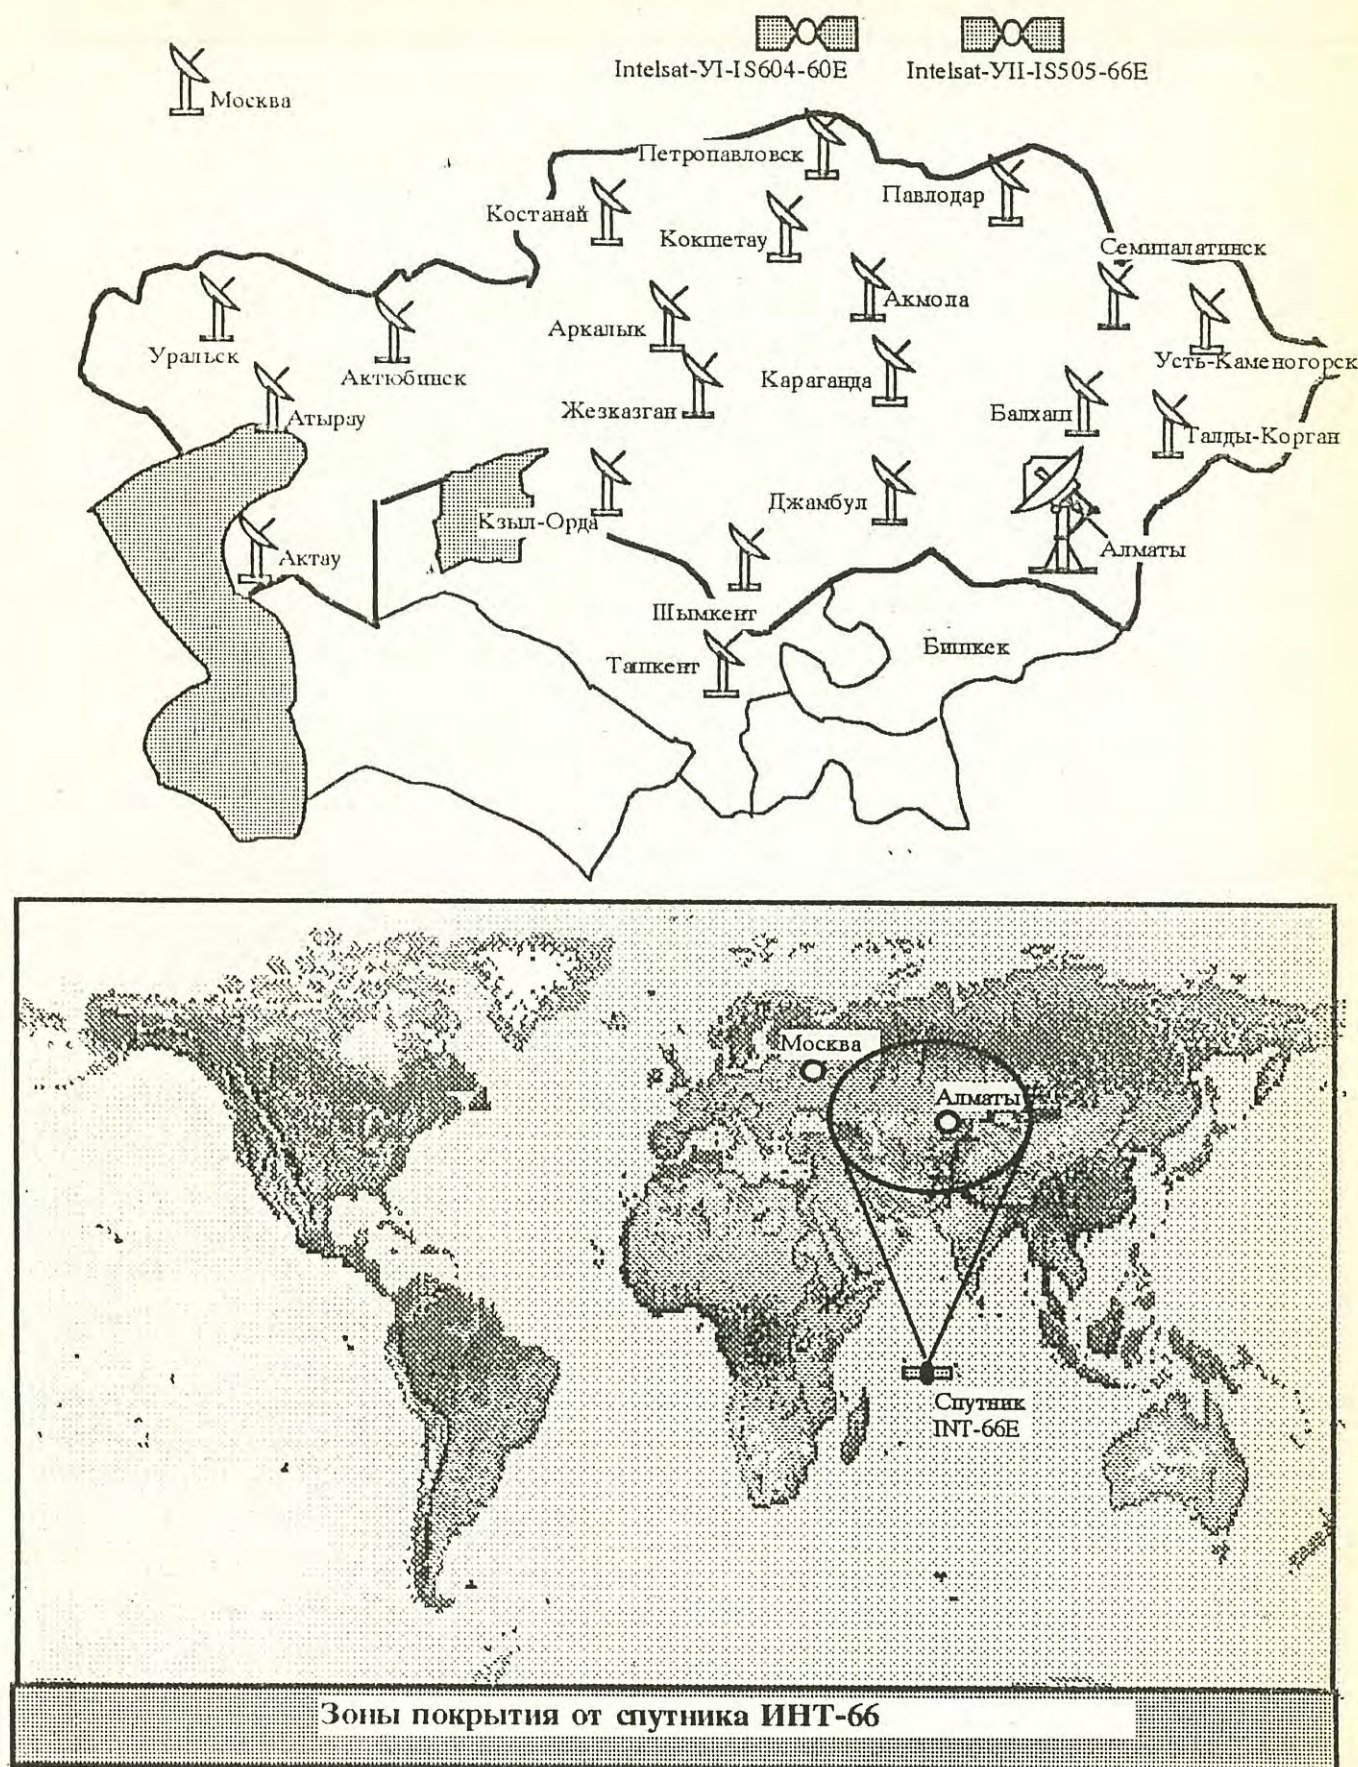 Intelsat-УI-IS604-60E
Intelsat-УII-IS505-66E
Москва
Петропавловск
Павлодар
Костанай
Кокшетау
Семипалатинск
Акмола
Аркалык
Уральск
Усть-Каменогорск
Актюбинск
Караганда
Жезказган
Балхаш
Атырау
Талды-Корган
Джамбул
Кзыл-Орда
Актау
Алматы
Шымкент
Бишкек
Ташкент
Москва
Алматы
Спутник
INT-66E
Зоны покрытия от спутника ИНТ-66